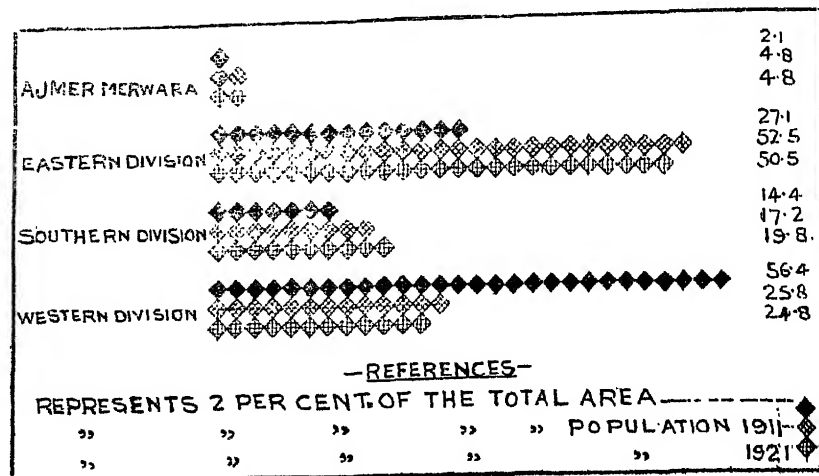 2·1
4·8
AJMER MERWARA 4·8
27·1
52·5
EASTERN DIVISION 50·5
14·4
17·2
SOUTHERN DIVISION 19·8.
56·4
25·8
WESTERN DIVISION 24·8
—REFERENCES—
REPRESENTS 2 PER CENT. OF THE TOTAL AREA
„ „ „ „ „ POPULATION 1911
„ „ „ „ „ 1921